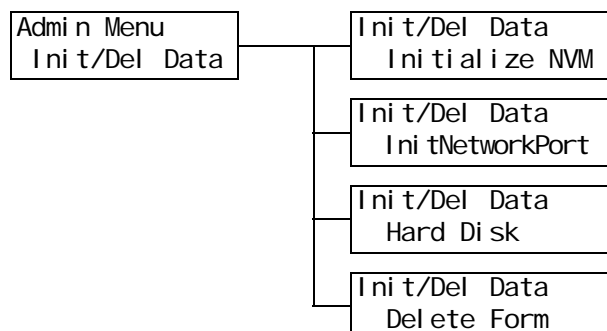 Admin Menu
Init/Del Data
Init/Del Data
Initialize NVM
Init/Del Data
InitNetworkPort
Init/Del Data
Hard Disk
Init/Del Data
Delete Form